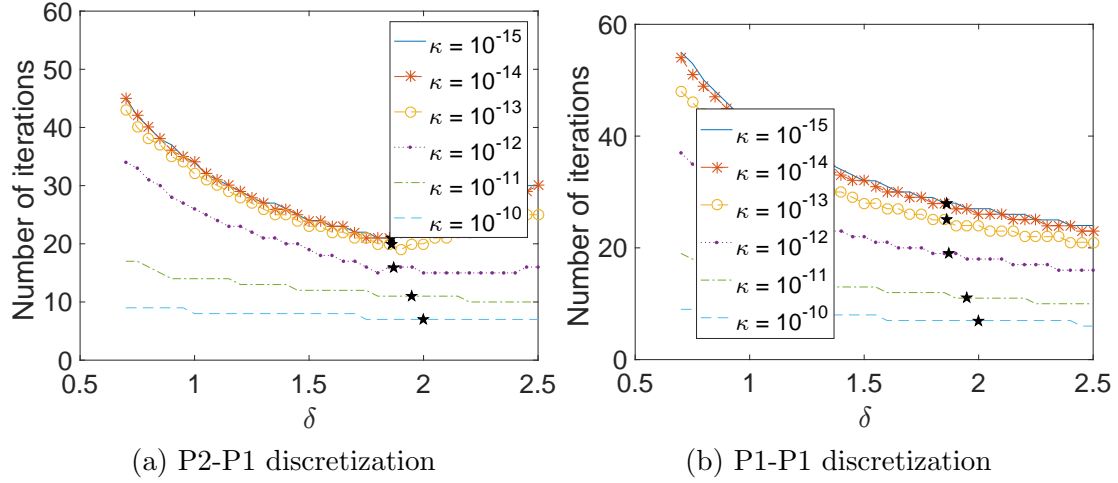 60
50
40
30
20
10
0
Number of iterations
0.5
1
1.5
2
2.5
δ
κ = 10^-15
κ = 10^-14
κ = 10^-13
κ = 10^-12
κ = 10^-11
κ = 10^-10
(a) P2-P1 discretization
60
40
20
0
Number of iterations
0.5
1
1.5
2
2.5
δ
κ = 10^-15
κ = 10^-14
κ = 10^-13
κ = 10^-12
κ = 10^-11
κ = 10^-10
(b) P1-P1 discretization